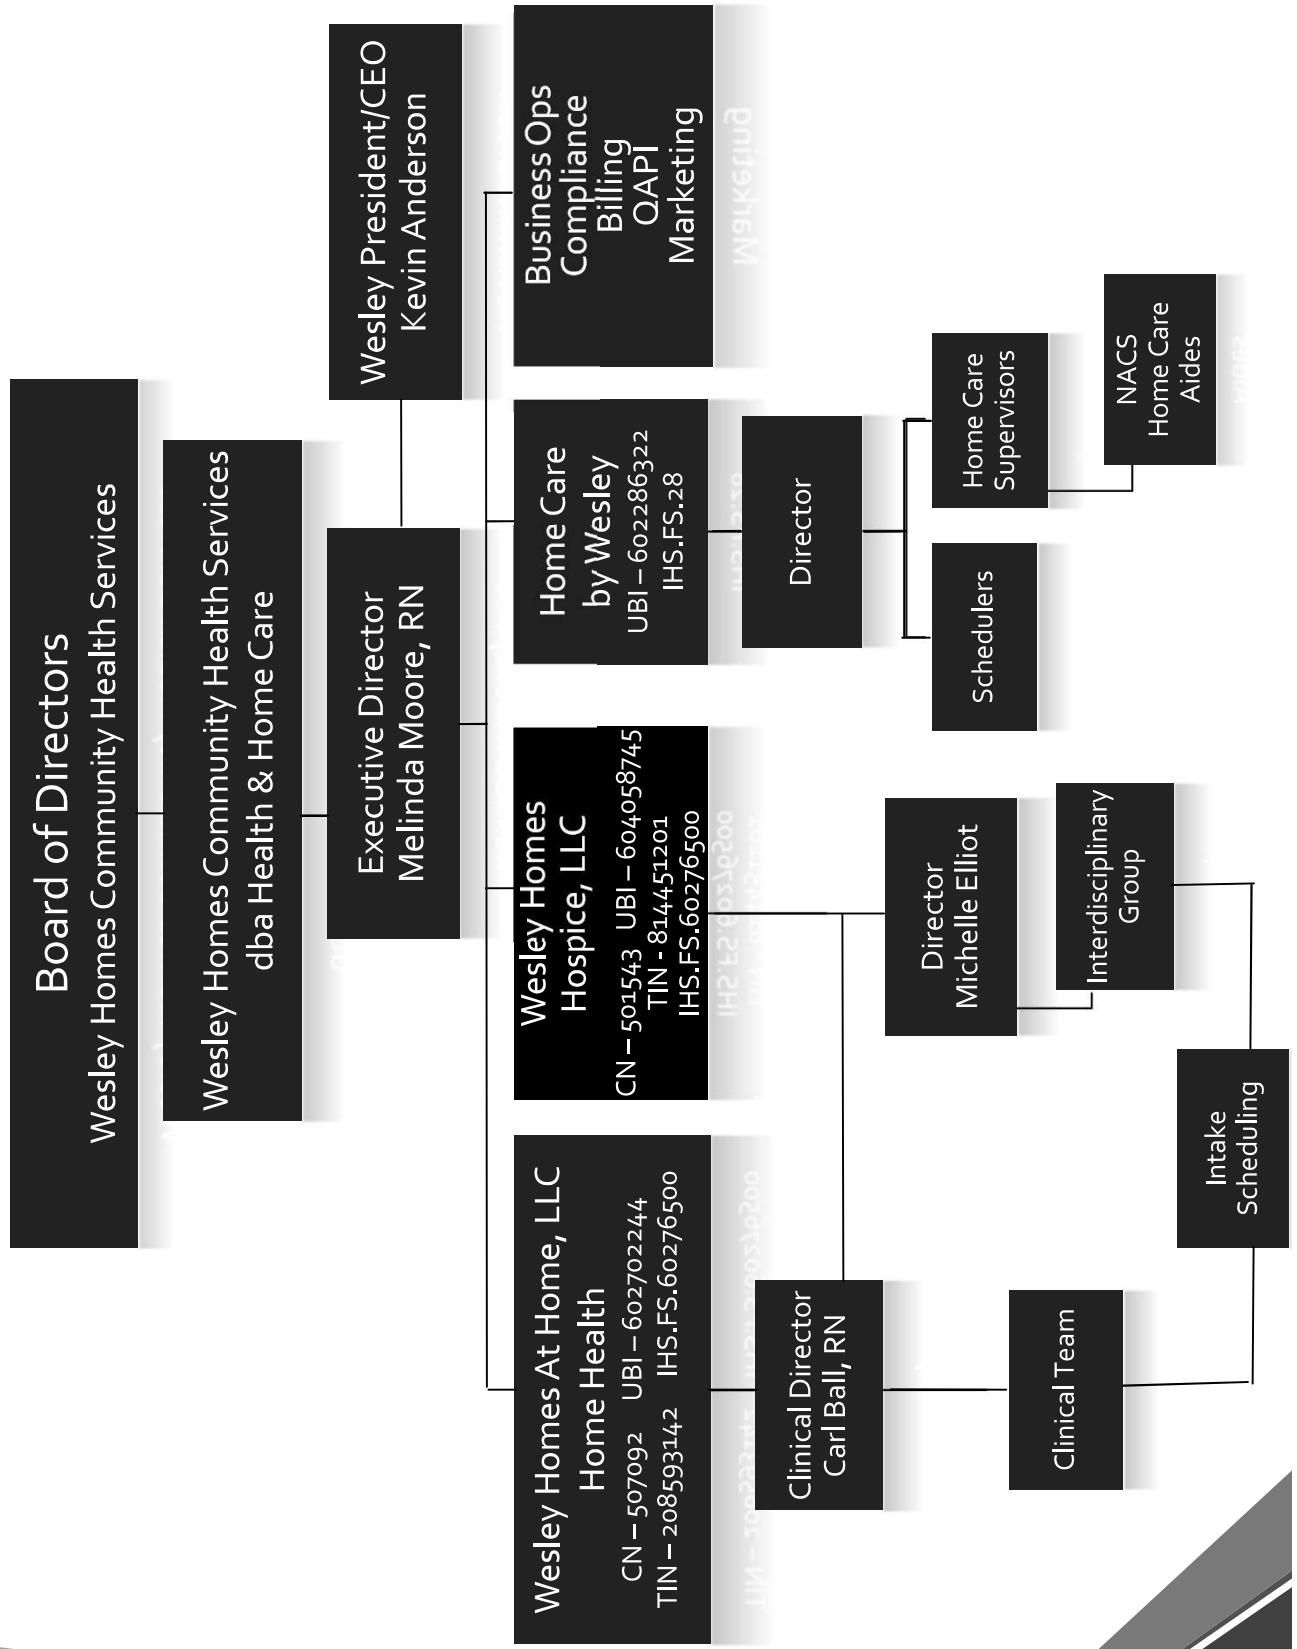 Board of Directors
Wesley Homes Community Health Services
Wesley Homes Community Health Services
dba Health & Home Care
Executive Director
Melinda Moore, RN
Wesley President/CEO
Kevin Anderson
Wesley Homes At Home, LLC
Home Health
CN – 507092 UBI – 602702244
TIN – 208593142 IHS.FS.60276500
Wesley Homes
Hospice, LLC
CN – 501543 UBI – 604058745
TIN - 814451201
IHS.FS.60276500
Home Care
by Wesley
UBI – 602286322
IHS.FS.28
Business Ops
Compliance
Billing
QAPI
Marketing
Clinical Director
Carl Ball, RN
Director
Michelle Elliot
Director
Clinical Team
Interdisciplinary
Group
Schedulers
Home Care
Supervisors
Intake
Scheduling
NACS
Home Care
Aides